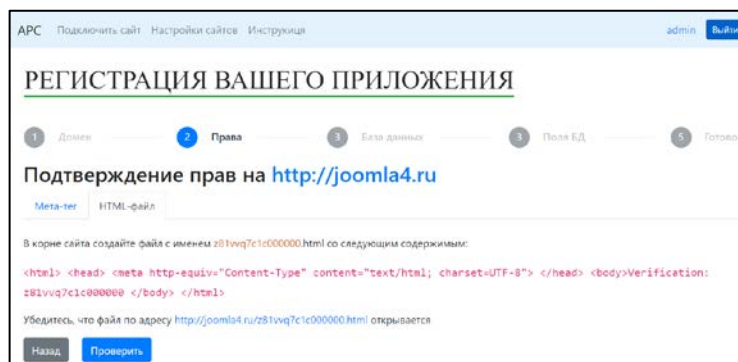 АРС Подключить сайт Настройки сайтов Инструкция admin Выйти
РЕГИСТРАЦИЯ ВАШЕГО ПРИЛОЖЕНИЯ
1 Домен 2 Права 3 База данных 3 Поля БД 5 Готово
Подтверждение прав на http://joomla4.ru
Мета-тег HTML-файл
В корне сайта создайте файл с именем z81vvq7c1c000000.html со следующим содержимым:
<html> <head> <meta http-equiv="Content-Type" content="text/html; charset=UTF-8"> </head> <body>Verification:
z81vvq7c1c000000 </body> </html>
Убедитесь, что файл по адресу http://joomla4.ru/z81vvq7c1c000000.html открывается
Назад Проверить